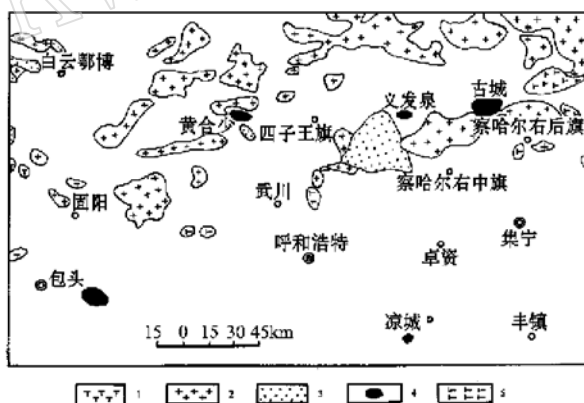 白云鄂博
义发泉
古城
黄合少
四子王旗
察哈尔右后旗
察哈尔右中旗
固阳
武川
呼和浩特
卓资
集宁
包头
凉城
丰镇
15 0 15 30 45km
1 2 3 4 5